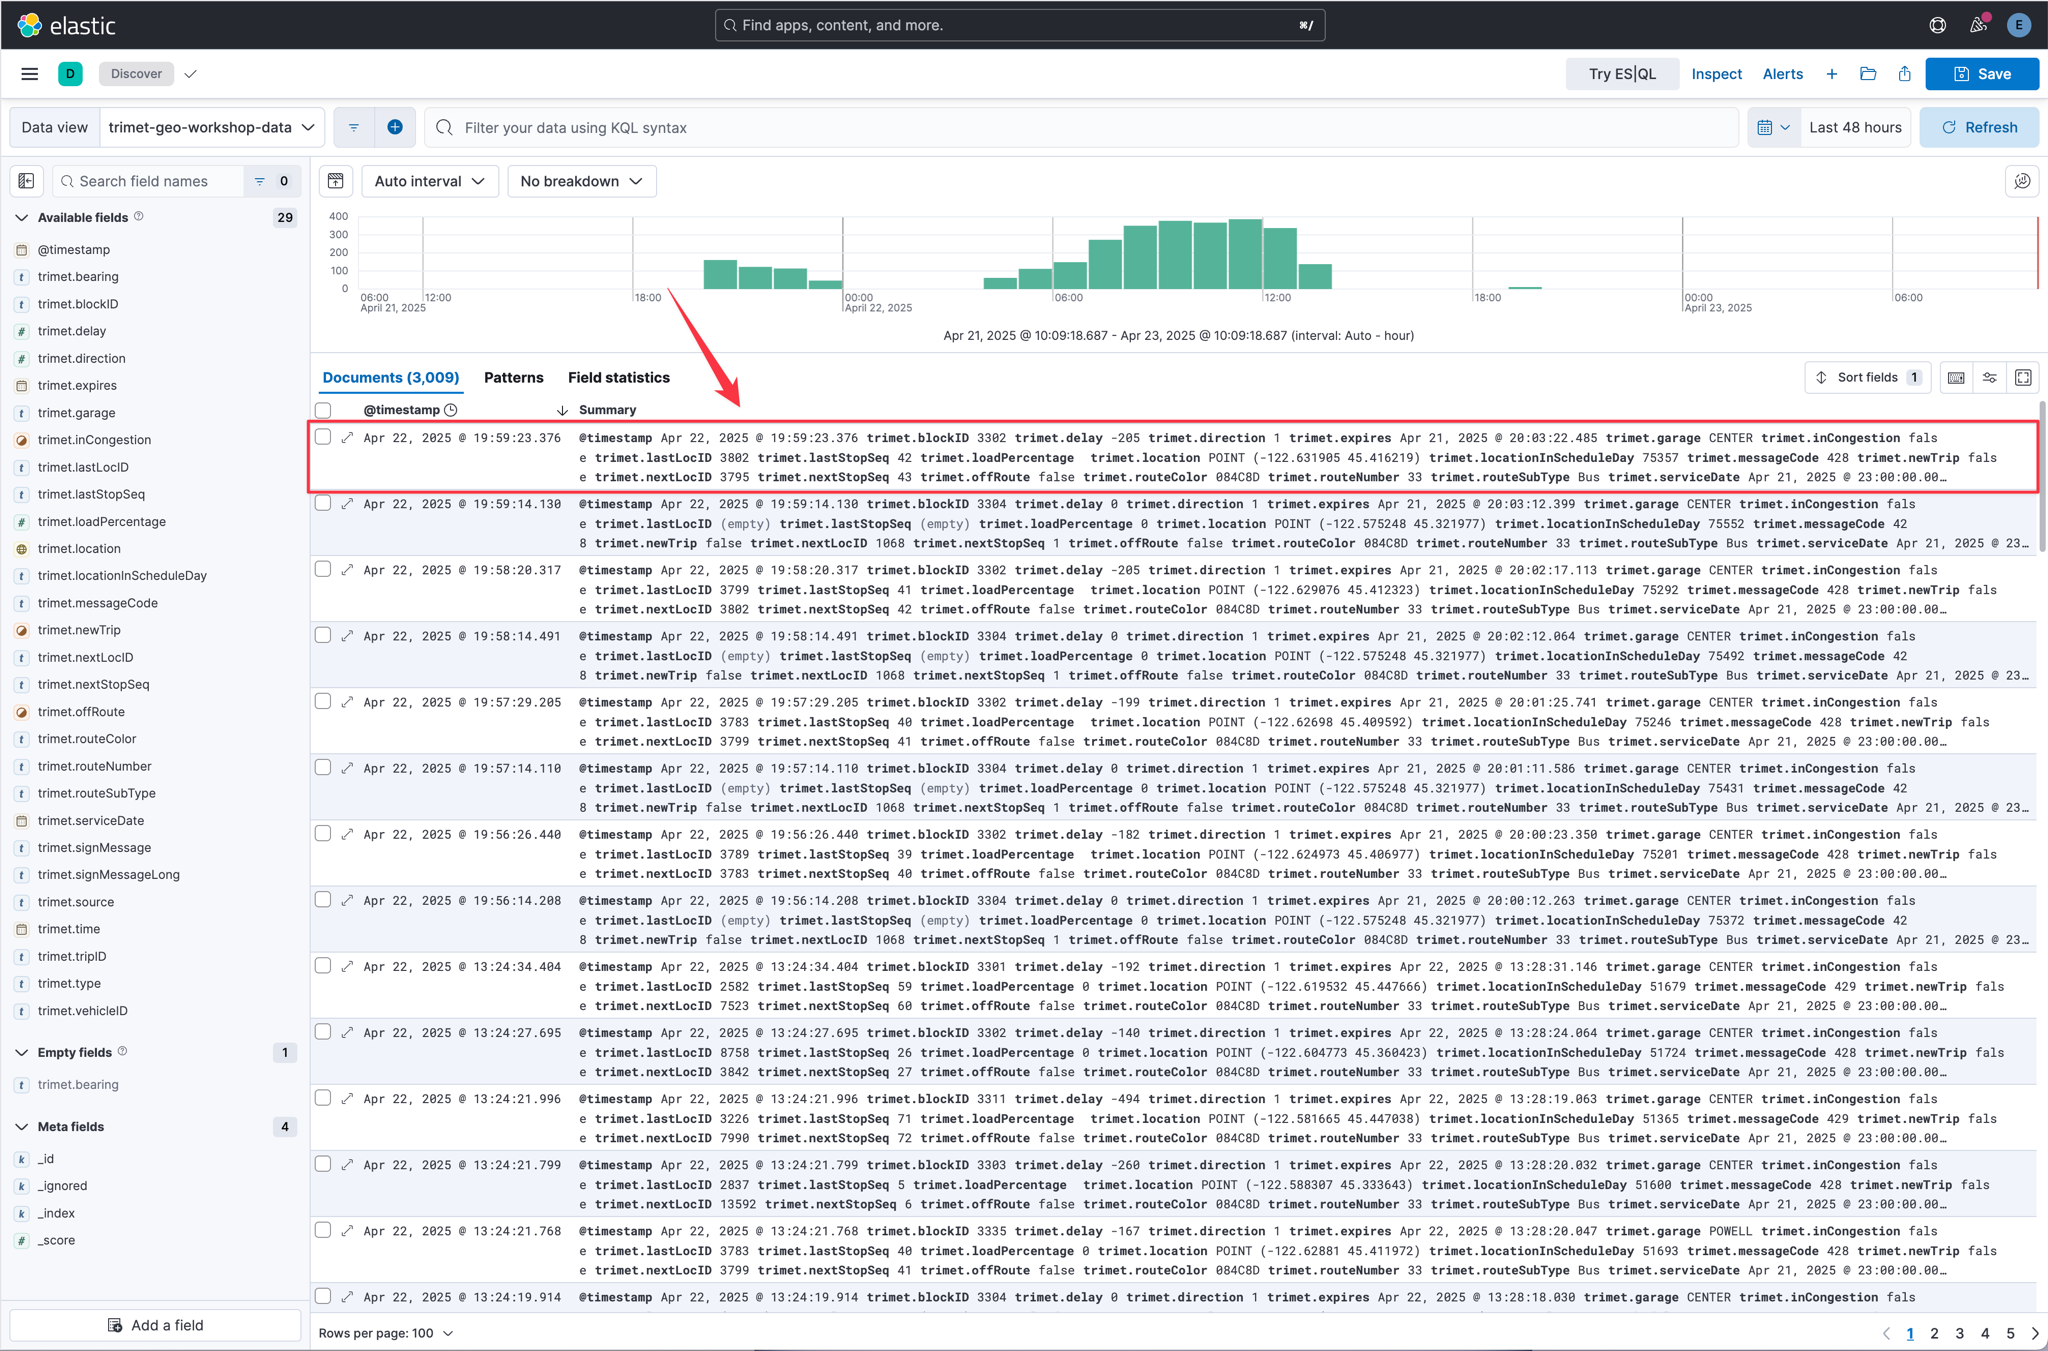 elastic
Find apps, content, and more.
⌘/
E
D
Discover
Try ES|QL
Inspect
Alerts
Save
Data view
trimet-geo-workshop-data
Filter your data using KQL syntax
Last 48 hours
Refresh
Search field names
0
Auto interval
No breakdown
Available fields
29
@timestamp
trimet.bearing
trimet.blockID
trimet.delay
trimet.direction
trimet.expires
trimet.garage
trimet.inCongestion
trimet.lastLocID
trimet.lastStopSeq
trimet.loadPercentage
trimet.location
trimet.locationInScheduleDay
trimet.messageCode
trimet.newTrip
trimet.nextLocID
trimet.nextStopSeq
trimet.offRoute
trimet.routeColor
trimet.routeNumber
trimet.routeSubType
trimet.serviceDate
trimet.signMessage
trimet.signMessageLong
trimet.source
trimet.time
trimet.tripID
trimet.type
trimet.vehicleID
Empty fields
1
trimet.bearing
Meta fields
4
_id
_ignored
_index
_score
Add a field
400
300
200
100
0
06:00
12:00
18:00
00:00
06:00
12:00
18:00
00:00
06:00
April 21, 2025
April 22, 2025
April 23, 2025
Apr 21, 2025 @ 10:09:18.687 - Apr 23, 2025 @ 10:09:18.687 (interval: Auto - hour)
Documents (3,009)
Patterns
Field statistics
Sort fields 1
@timestamp
Summary
Apr 22, 2025 @ 19:59:23.376 @timestamp Apr 22, 2025 @ 19:59:23.376 trimet.blockID 3302 trimet.delay -205 trimet.direction 1 trimet.expires Apr 21, 2025 @ 20:03:22.485 trimet.garage CENTER trimet.inCongestion fals
e trimet.lastLocID 3802 trimet.lastStopSeq 42 trimet.loadPercentage trimet.location POINT (-122.631905 45.416219) trimet.locationInScheduleDay 75357 trimet.messageCode 428 trimet.newTrip fals
e trimet.nextLocID 3795 trimet.nextStopSeq 43 trimet.offRoute false trimet.routeColor 084C8D trimet.routeNumber 33 trimet.routeSubType Bus trimet.serviceDate Apr 21, 2025 @ 23:00:00.00…
Apr 22, 2025 @ 19:59:14.130 @timestamp Apr 22, 2025 @ 19:59:14.130 trimet.blockID 3304 trimet.delay 0 trimet.direction 1 trimet.expires Apr 21, 2025 @ 20:03:12.399 trimet.garage CENTER trimet.inCongestion fals
e trimet.lastLocID (empty) trimet.lastStopSeq (empty) trimet.loadPercentage 0 trimet.location POINT (-122.575248 45.321977) trimet.locationInScheduleDay 75552 trimet.messageCode 42
8 trimet.newTrip false trimet.nextLocID 1068 trimet.nextStopSeq 1 trimet.offRoute false trimet.routeColor 084C8D trimet.routeNumber 33 trimet.routeSubType Bus trimet.serviceDate Apr 21, 2025 @ 23…
Apr 22, 2025 @ 19:58:20.317 @timestamp Apr 22, 2025 @ 19:58:20.317 trimet.blockID 3302 trimet.delay -205 trimet.direction 1 trimet.expires Apr 21, 2025 @ 20:02:17.113 trimet.garage CENTER trimet.inCongestion fals
e trimet.lastLocID 3799 trimet.lastStopSeq 41 trimet.loadPercentage trimet.location POINT (-122.629076 45.412323) trimet.locationInScheduleDay 75292 trimet.messageCode 428 trimet.newTrip fals
e trimet.nextLocID 3802 trimet.nextStopSeq 42 trimet.offRoute false trimet.routeColor 084C8D trimet.routeNumber 33 trimet.routeSubType Bus trimet.serviceDate Apr 21, 2025 @ 23:00:00.00…
Apr 22, 2025 @ 19:58:14.491 @timestamp Apr 22, 2025 @ 19:58:14.491 trimet.blockID 3304 trimet.delay 0 trimet.direction 1 trimet.expires Apr 21, 2025 @ 20:02:12.064 trimet.garage CENTER trimet.inCongestion fals
e trimet.lastLocID (empty) trimet.lastStopSeq (empty) trimet.loadPercentage 0 trimet.location POINT (-122.575248 45.321977) trimet.locationInScheduleDay 75492 trimet.messageCode 42
8 trimet.newTrip false trimet.nextLocID 1068 trimet.nextStopSeq 1 trimet.offRoute false trimet.routeColor 084C8D trimet.routeNumber 33 trimet.routeSubType Bus trimet.serviceDate Apr 21, 2025 @ 23…
Apr 22, 2025 @ 19:57:29.205 @timestamp Apr 22, 2025 @ 19:57:29.205 trimet.blockID 3302 trimet.delay -199 trimet.direction 1 trimet.expires Apr 21, 2025 @ 20:01:25.741 trimet.garage CENTER trimet.inCongestion fals
e trimet.lastLocID 3783 trimet.lastStopSeq 40 trimet.loadPercentage trimet.location POINT (-122.62698 45.409592) trimet.locationInScheduleDay 75246 trimet.messageCode 428 trimet.newTrip fals
e trimet.nextLocID 3799 trimet.nextStopSeq 41 trimet.offRoute false trimet.routeColor 084C8D trimet.routeNumber 33 trimet.routeSubType Bus trimet.serviceDate Apr 21, 2025 @ 23:00:00.00…
Apr 22, 2025 @ 19:57:14.110 @timestamp Apr 22, 2025 @ 19:57:14.110 trimet.blockID 3304 trimet.delay 0 trimet.direction 1 trimet.expires Apr 21, 2025 @ 20:01:11.586 trimet.garage CENTER trimet.inCongestion fals
e trimet.lastLocID (empty) trimet.lastStopSeq (empty) trimet.loadPercentage 0 trimet.location POINT (-122.575248 45.321977) trimet.locationInScheduleDay 75431 trimet.messageCode 42
8 trimet.newTrip false trimet.nextLocID 1068 trimet.nextStopSeq 1 trimet.offRoute false trimet.routeColor 084C8D trimet.routeNumber 33 trimet.routeSubType Bus trimet.serviceDate Apr 21, 2025 @ 23…
Apr 22, 2025 @ 19:56:26.440 @timestamp Apr 22, 2025 @ 19:56:26.440 trimet.blockID 3302 trimet.delay -182 trimet.direction 1 trimet.expires Apr 21, 2025 @ 20:00:23.350 trimet.garage CENTER trimet.inCongestion fals
e trimet.lastLocID 3789 trimet.lastStopSeq 39 trimet.loadPercentage trimet.location POINT (-122.624973 45.406977) trimet.locationInScheduleDay 75201 trimet.messageCode 428 trimet.newTrip fals
e trimet.nextLocID 3783 trimet.nextStopSeq 40 trimet.offRoute false trimet.routeColor 084C8D trimet.routeNumber 33 trimet.routeSubType Bus trimet.serviceDate Apr 21, 2025 @ 23:00:00.00…
Apr 22, 2025 @ 19:56:14.208 @timestamp Apr 22, 2025 @ 19:56:14.208 trimet.blockID 3304 trimet.delay 0 trimet.direction 1 trimet.expires Apr 21, 2025 @ 20:00:12.263 trimet.garage CENTER trimet.inCongestion fals
e trimet.lastLocID (empty) trimet.lastStopSeq (empty) trimet.loadPercentage 0 trimet.location POINT (-122.575248 45.321977) trimet.locationInScheduleDay 75372 trimet.messageCode 42
8 trimet.newTrip false trimet.nextLocID 1068 trimet.nextStopSeq 1 trimet.offRoute false trimet.routeColor 084C8D trimet.routeNumber 33 trimet.routeSubType Bus trimet.serviceDate Apr 21, 2025 @ 23…
Apr 22, 2025 @ 13:24:34.404 @timestamp Apr 22, 2025 @ 13:24:34.404 trimet.blockID 3301 trimet.delay -192 trimet.direction 1 trimet.expires Apr 22, 2025 @ 13:28:31.146 trimet.garage CENTER trimet.inCongestion fals
e trimet.lastLocID 2582 trimet.lastStopSeq 59 trimet.loadPercentage 0 trimet.location POINT (-122.619532 45.447666) trimet.locationInScheduleDay 51679 trimet.messageCode 429 trimet.newTrip fals
e trimet.nextLocID 7523 trimet.nextStopSeq 60 trimet.offRoute false trimet.routeColor 084C8D trimet.routeNumber 33 trimet.routeSubType Bus trimet.serviceDate Apr 21, 2025 @ 23:00:00.00…
Apr 22, 2025 @ 13:24:27.695 @timestamp Apr 22, 2025 @ 13:24:27.695 trimet.blockID 3302 trimet.delay -140 trimet.direction 1 trimet.expires Apr 22, 2025 @ 13:28:24.064 trimet.garage CENTER trimet.inCongestion fals
e trimet.lastLocID 8758 trimet.lastStopSeq 26 trimet.loadPercentage 0 trimet.location POINT (-122.604773 45.360423) trimet.locationInScheduleDay 51724 trimet.messageCode 428 trimet.newTrip fals
e trimet.nextLocID 3842 trimet.nextStopSeq 27 trimet.offRoute false trimet.routeColor 084C8D trimet.routeNumber 33 trimet.routeSubType Bus trimet.serviceDate Apr 21, 2025 @ 23:00:00.00…
Apr 22, 2025 @ 13:24:21.996 @timestamp Apr 22, 2025 @ 13:24:21.996 trimet.blockID 3311 trimet.delay -494 trimet.direction 1 trimet.expires Apr 22, 2025 @ 13:28:19.063 trimet.garage CENTER trimet.inCongestion fals
e trimet.lastLocID 3226 trimet.lastStopSeq 71 trimet.loadPercentage trimet.location POINT (-122.581665 45.447038) trimet.locationInScheduleDay 51365 trimet.messageCode 429 trimet.newTrip fals
e trimet.nextLocID 7990 trimet.nextStopSeq 72 trimet.offRoute false trimet.routeColor 084C8D trimet.routeNumber 33 trimet.routeSubType Bus trimet.serviceDate Apr 21, 2025 @ 23:00:00.00…
Apr 22, 2025 @ 13:24:21.799 @timestamp Apr 22, 2025 @ 13:24:21.799 trimet.blockID 3303 trimet.delay -260 trimet.direction 1 trimet.expires Apr 22, 2025 @ 13:28:20.032 trimet.garage CENTER trimet.inCongestion fals
e trimet.lastLocID 2837 trimet.lastStopSeq 5 trimet.loadPercentage trimet.location POINT (-122.588307 45.333643) trimet.locationInScheduleDay 51600 trimet.messageCode 428 trimet.newTrip fals
e trimet.nextLocID 13592 trimet.nextStopSeq 6 trimet.offRoute false trimet.routeColor 084C8D trimet.routeNumber 33 trimet.routeSubType Bus trimet.serviceDate Apr 21, 2025 @ 23:00:00.00…
Apr 22, 2025 @ 13:24:21.768 @timestamp Apr 22, 2025 @ 13:24:21.768 trimet.blockID 3335 trimet.delay -167 trimet.direction 1 trimet.expires Apr 22, 2025 @ 13:28:20.047 trimet.garage POWELL trimet.inCongestion fals
e trimet.lastLocID 3783 trimet.lastStopSeq 40 trimet.loadPercentage 0 trimet.location POINT (-122.62881 45.411972) trimet.locationInScheduleDay 51693 trimet.messageCode 428 trimet.newTrip fals
e trimet.nextLocID 3799 trimet.nextStopSeq 41 trimet.offRoute false trimet.routeColor 084C8D trimet.routeNumber 33 trimet.routeSubType Bus trimet.serviceDate Apr 21, 2025 @ 23:00:00.00…
Apr 22, 2025 @ 13:24:19.914 @timestamp Apr 22, 2025 @ 13:24:19.914 trimet.blockID 3304 trimet.delay 0 trimet.direction 1 trimet.expires Apr 22, 2025 @ 13:28:18.030 trimet.garage CENTER trimet.inCongestion fals
Rows per page: 100
1 2 3 4 5